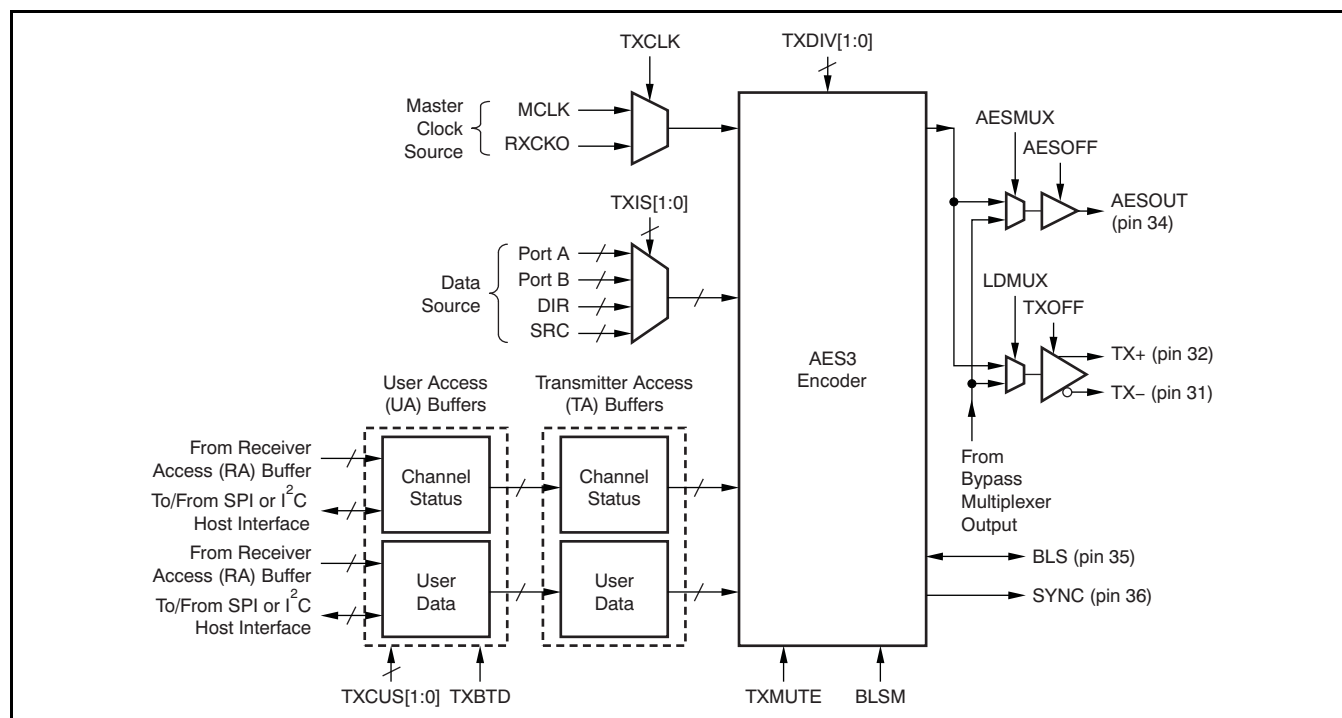 TXCLK
TXDIV[1:0]
Master
Clock
Source
MCLK
RXCKO
AESMUX
AESOFF
AESOUT
(pin 34)
TXIS[1:0]
Data
Source
Port A
Port B
DIR
SRC
LDMUX
TXOFF
TX+ (pin 32)
TX− (pin 31)
AES3
Encoder
From
Bypass
Multiplexer
Output
User Access
(UA) Buffers
Transmitter Access
(TA) Buffers
From Receiver
Access (RA) Buffer
To/From SPI or I²C
Host Interface
Channel
Status
Channel
Status
From Receiver
Access (RA) Buffer
To/From SPI or I²C
Host Interface
User
Data
User
Data
BLS (pin 35)
SYNC (pin 36)
TXCUS[1:0]
TXBTD
TXMUTE
BLSM